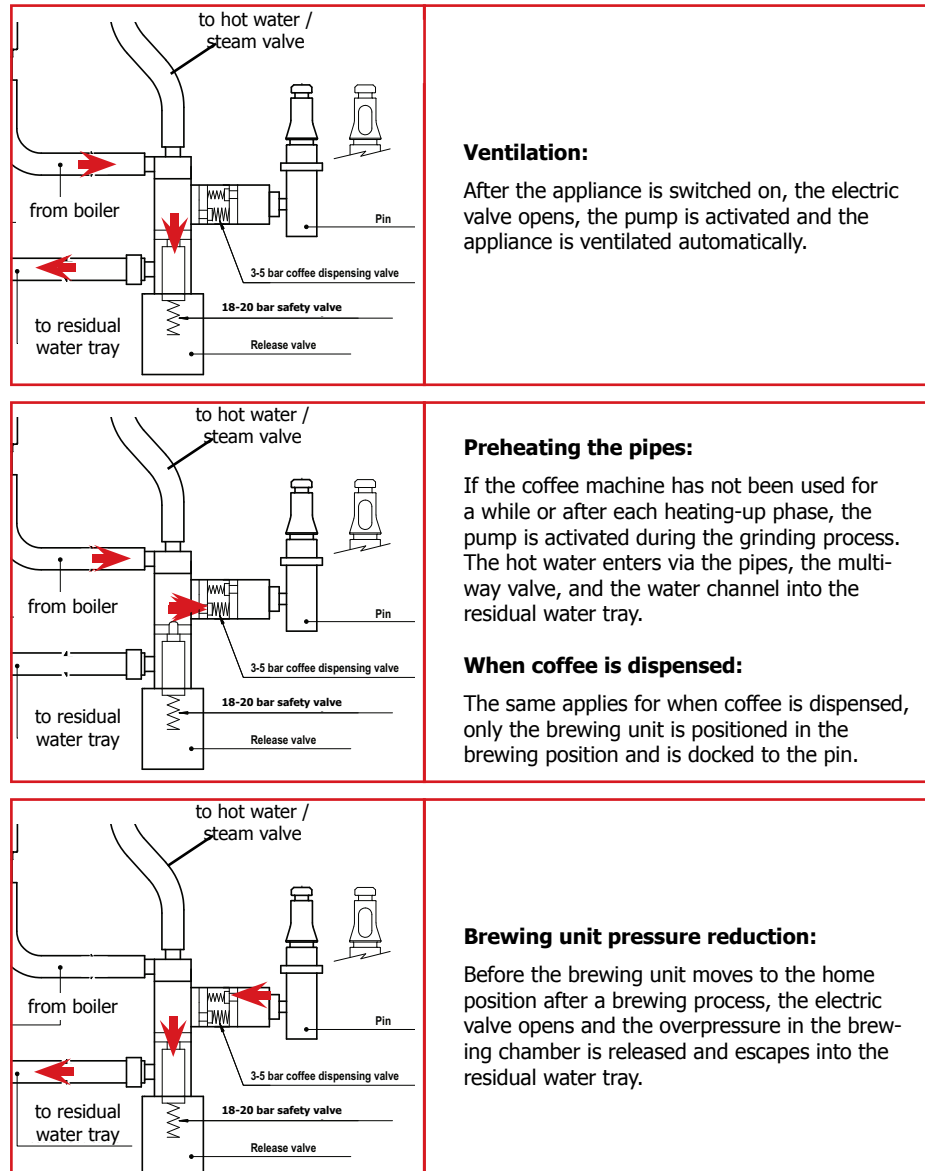 to hot water /
steam valve
from boiler
Pin
3-5 bar coffee dispensing valve
18-20 bar safety valve
to residual
water tray
Release valve
Ventilation:
After the appliance is switched on, the electric
valve opens, the pump is activated and the
appliance is ventilated automatically.
to hot water /
steam valve
from boiler
Pin
3-5 bar coffee dispensing valve
18-20 bar safety valve
to residual
water tray
Release valve
Preheating the pipes:
If the coffee machine has not been used for
a while or after each heating-up phase, the
pump is activated during the grinding process.
The hot water enters via the pipes, the multi-
way valve, and the water channel into the
residual water tray.
When coffee is dispensed:
The same applies for when coffee is dispensed,
only the brewing unit is positioned in the
brewing position and is docked to the pin.
to hot water /
steam valve
from boiler
Pin
3-5 bar coffee dispensing valve
18-20 bar safety valve
to residual
water tray
Release valve
Brewing unit pressure reduction:
Before the brewing unit moves to the home
position after a brewing process, the electric
valve opens and the overpressure in the brew-
ing chamber is released and escapes into the
residual water tray.